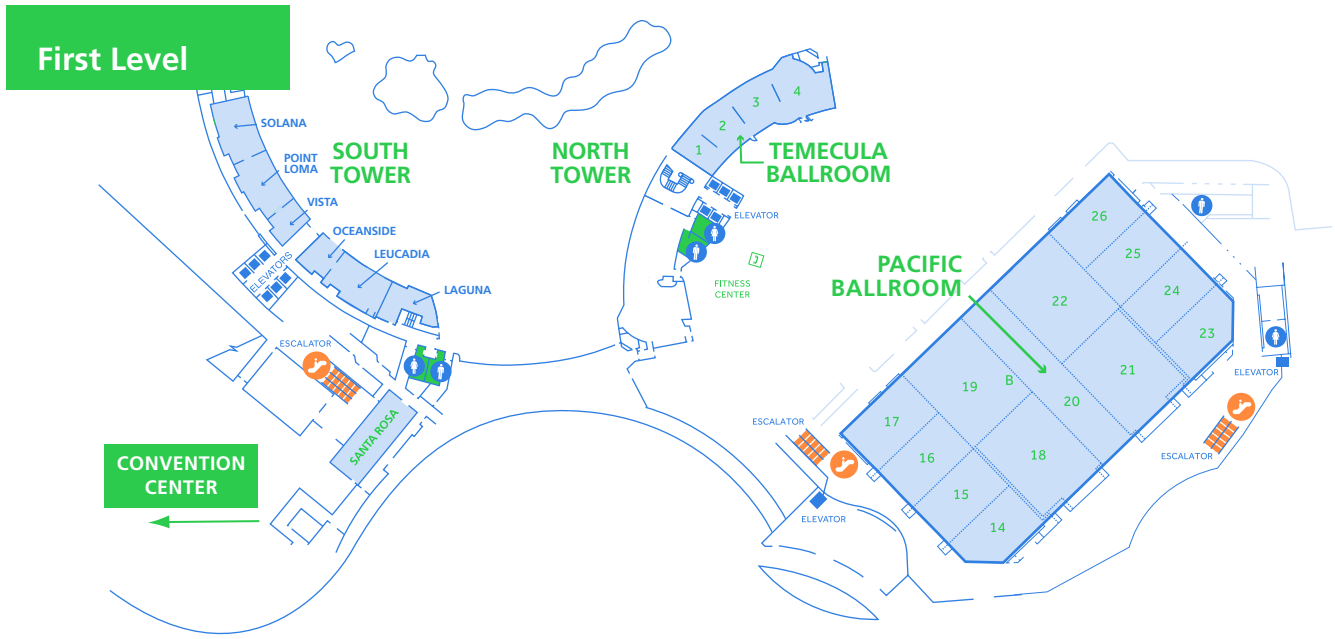 First Level
SOLANA
POINT
LOMA
VISTA
OCEANSIDE
LEUCADIA
LAGUNA
SOUTH
TOWER
ELEVATORS
ESCALATOR
SANTA ROSA
CONVENTION
CENTER
NORTH
TOWER
1
2
3
4
TEMECULA
BALLROOM
ELEVATOR
FITNESS
CENTER
PACIFIC
BALLROOM
26
25
24
23
22
21
20
B
19
18
17
16
15
14
ESCALATOR
ELEVATOR
ELEVATOR
ESCALATOR